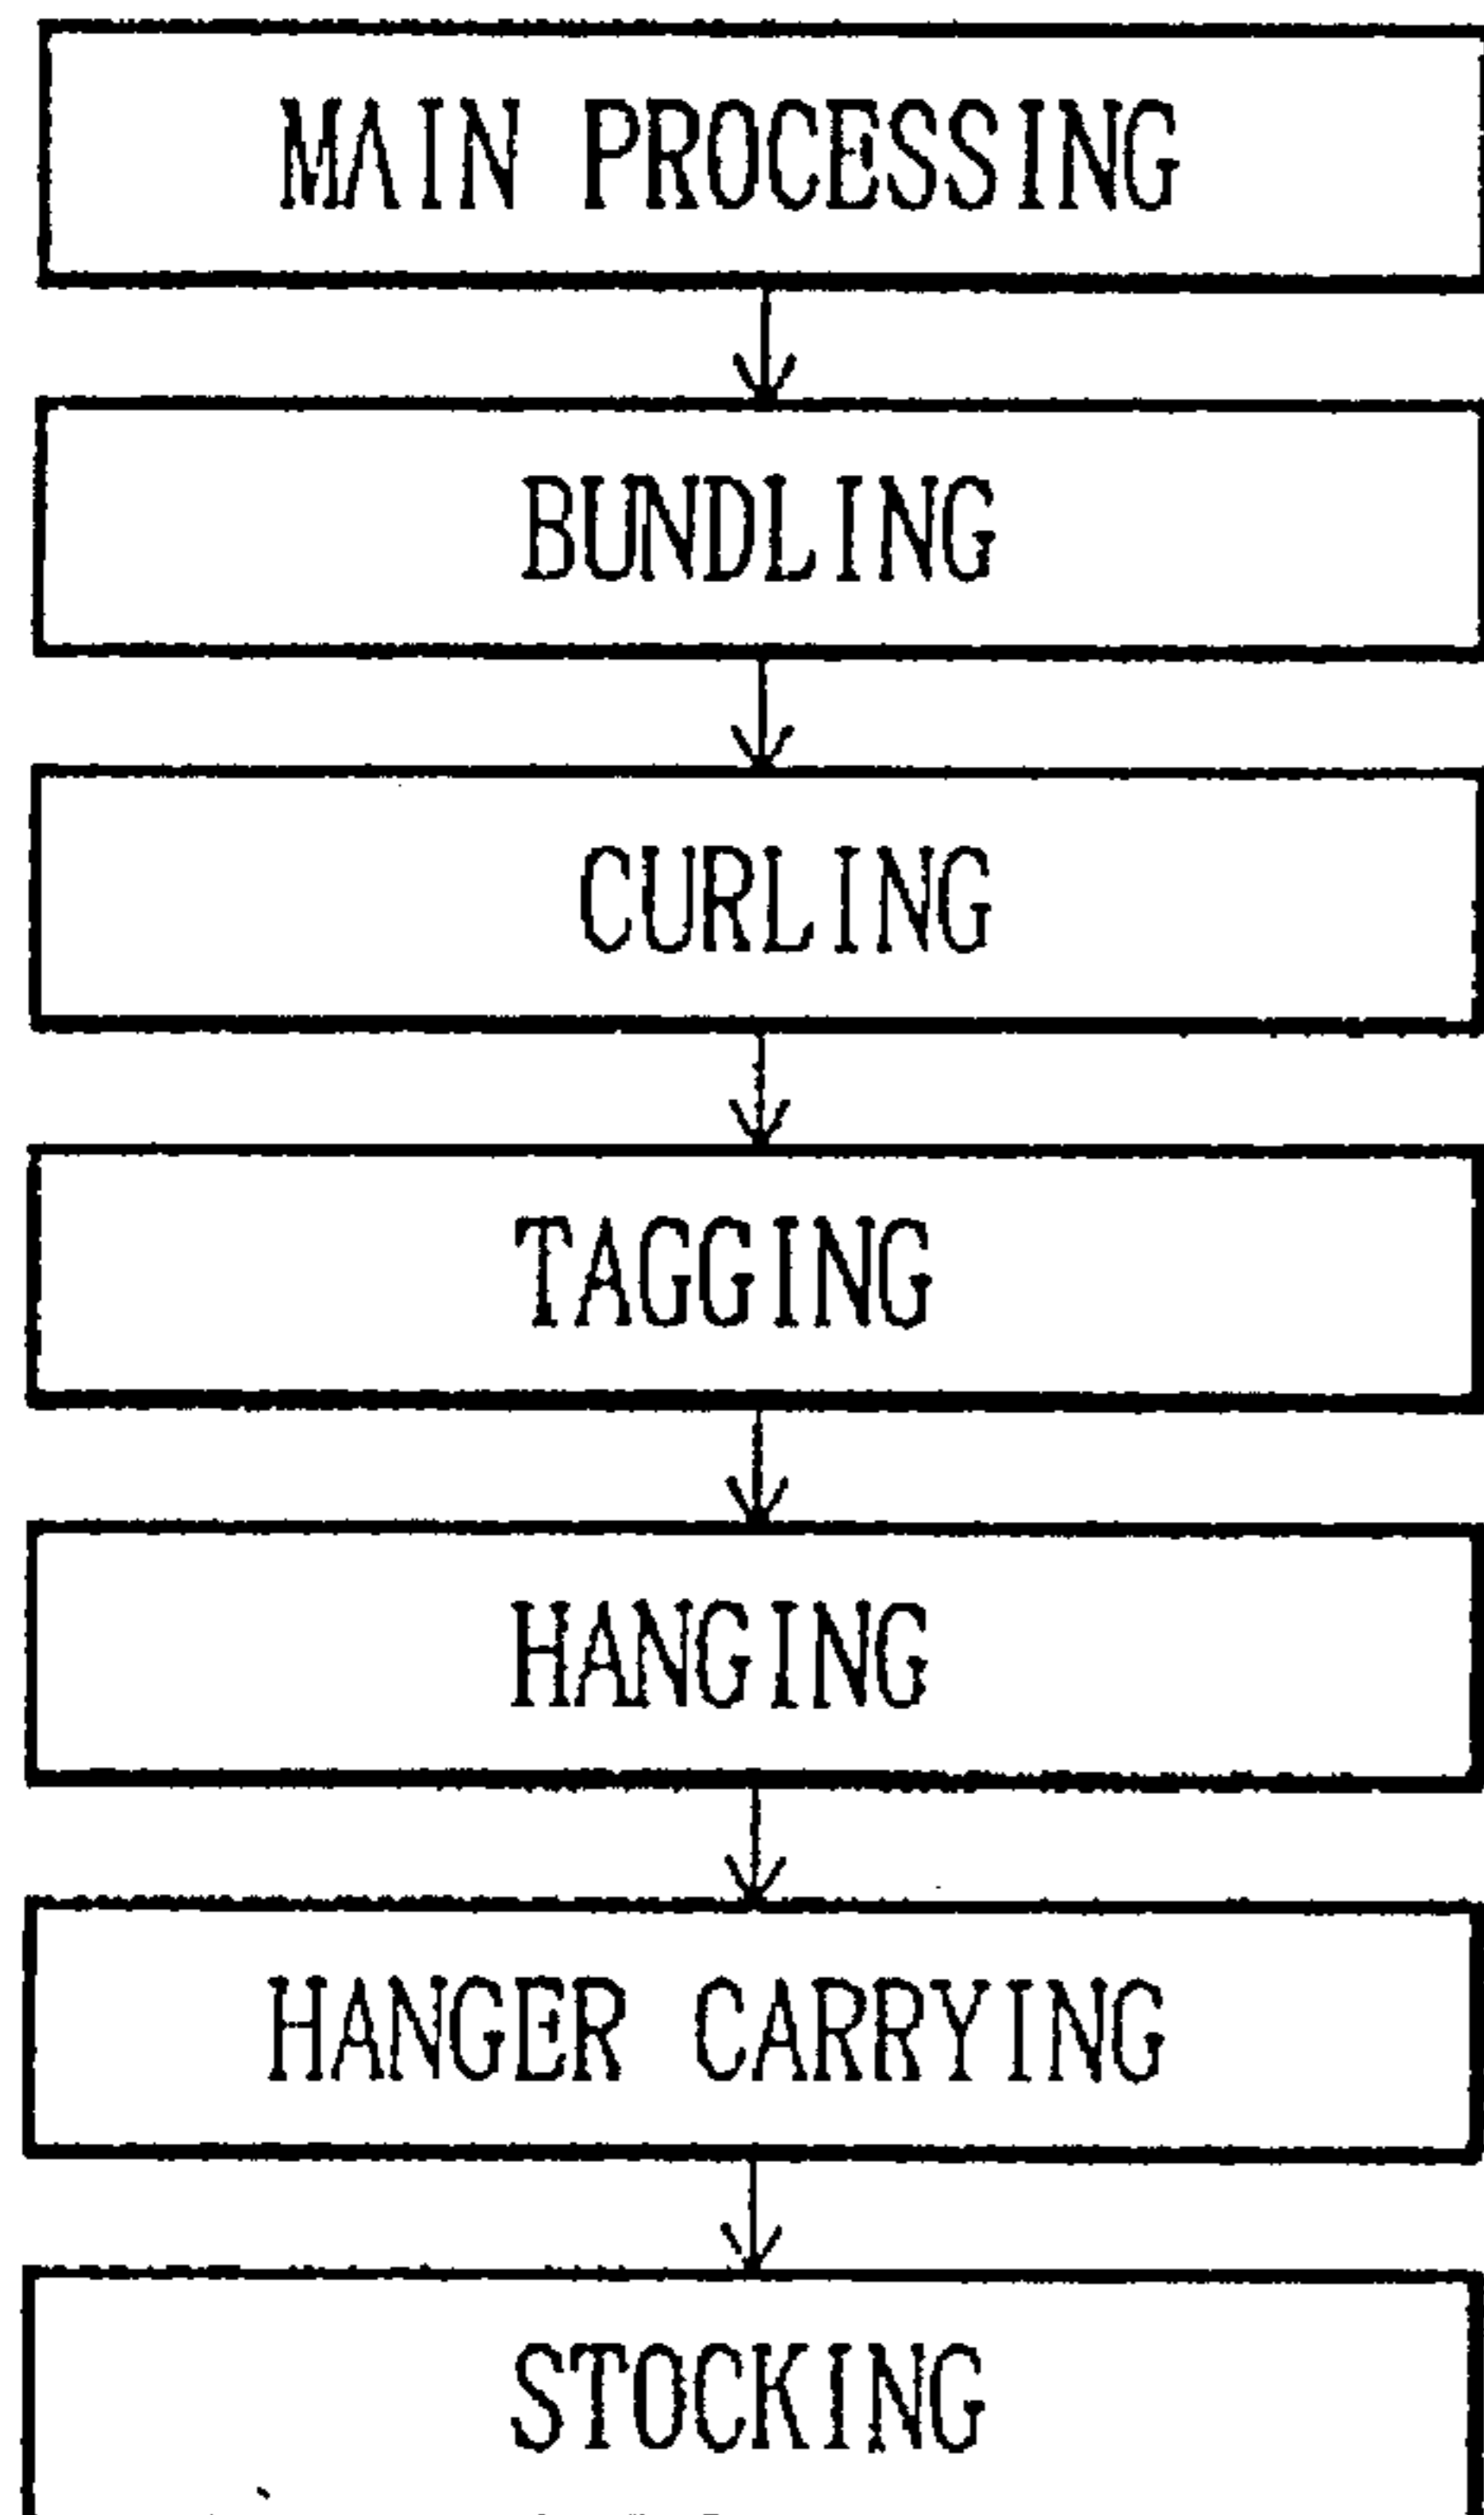 MAIN PROCESSING
BUNDLING
CURLING
TAGGING
HANGING
HANGER CARRYING
STOCKING